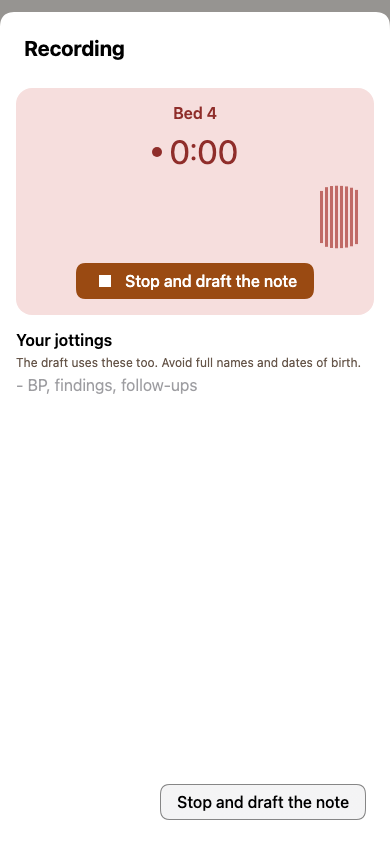 Recording
Bed 4
0:00
Stop and draft the note
Your jottings
The draft uses these too. Avoid full names and dates of birth.
- BP, findings, follow-ups
Stop and draft the note